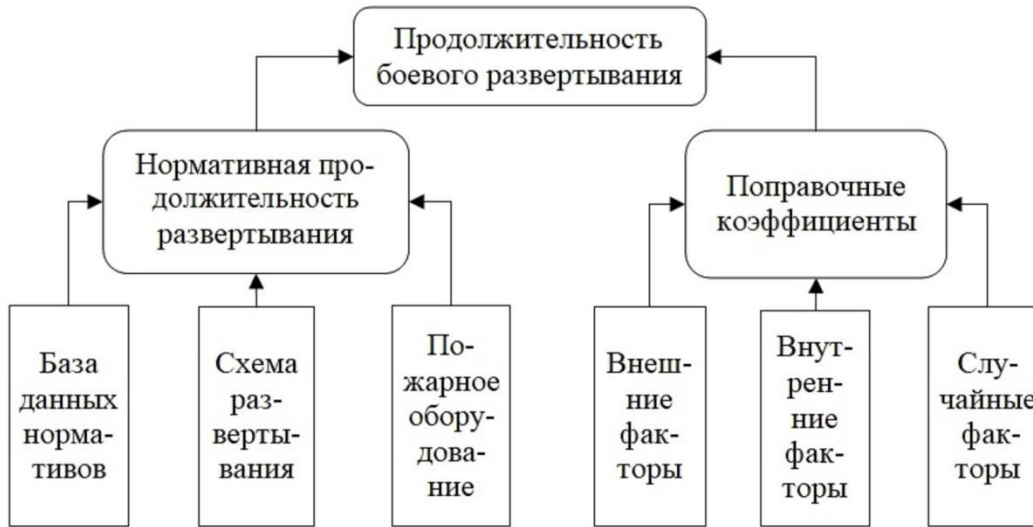 Продолжительность
боевого развертывания
Нормативная про-
должительность
развертывания
Поправочные
коэффициенты
База
данных
норма-
тивов
Схема
раз-
верты-
вания
По-
жарное
обору-
дова-
ние
Внеш-
ние
фак-
торы
Внут-
рен-
ние
фак-
торы
Слу-
чайные
фак-
торы